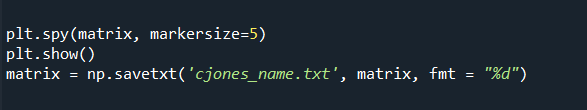 plt.spy(matrix, markersize=5)
plt.show()
matrix = np.savetxt('cjones_name.txt', matrix, fmt = "%d")